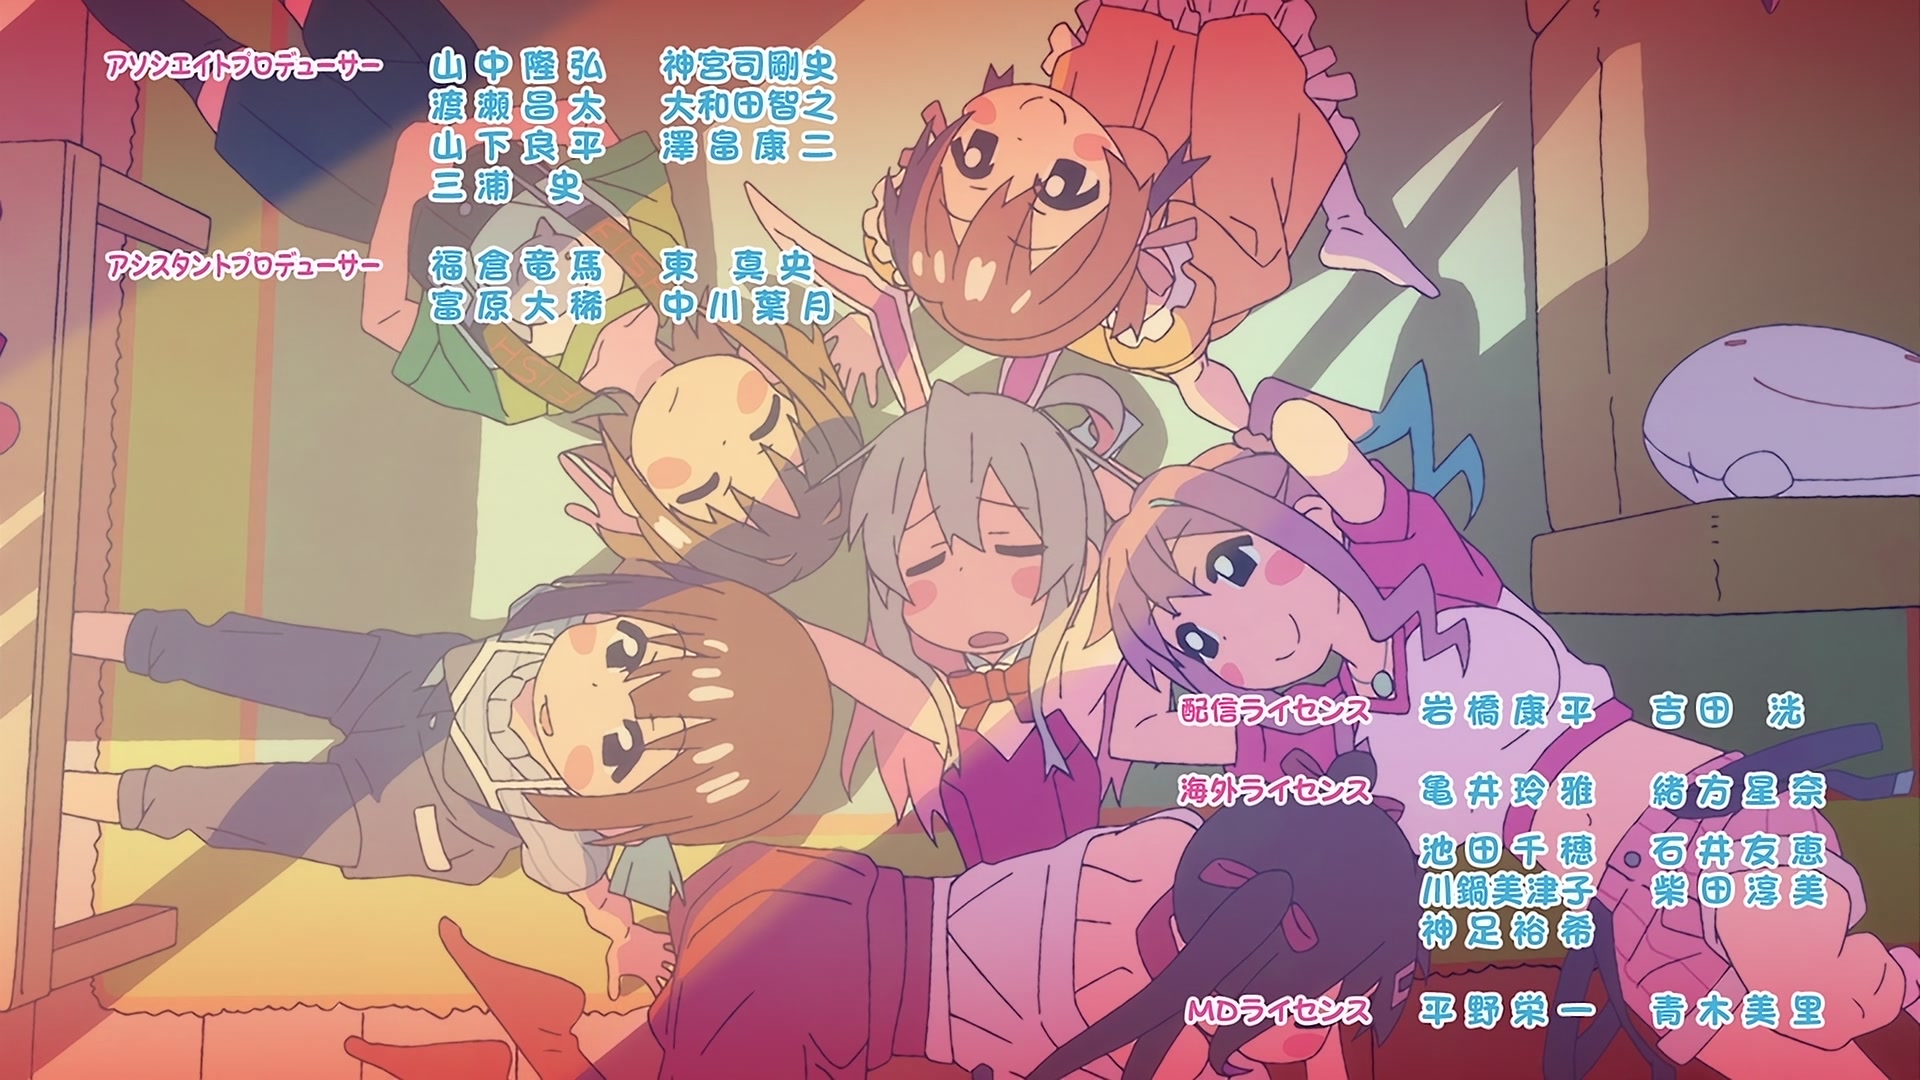 アソシエイトプロデューサー 山中隆弘 神宮司剛史
渡瀬昌太 大和田智之
山下良平 澤畠康二
三浦 史
アシスタントプロデューサー 福倉竜馬 東 真央
富原大稀 中川葉月
FISH
FISH
配信ライセンス 岩橋康平 吉田 洸
海外ライセンス 亀井玲雅 緒方星奈
池田千穂 石井友恵
川鍋美津子 柴田淳美
神足裕希
MDライセンス 平野栄一 青木美里